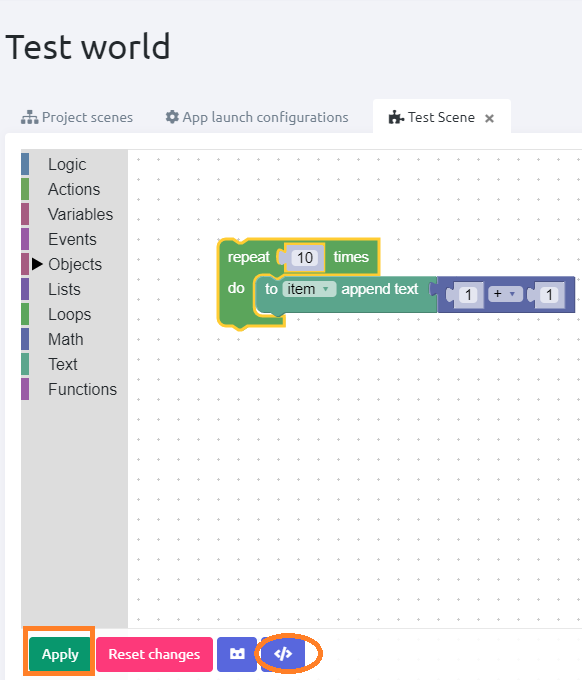 Test world
Project scenes App launch configurations Test Scene ×
Logic
Actions
Variables
Events
Objects
Lists
Loops
Math
Text
Functions
repeat 10 times
do to item append text 1 + 1
Apply Reset changes </>